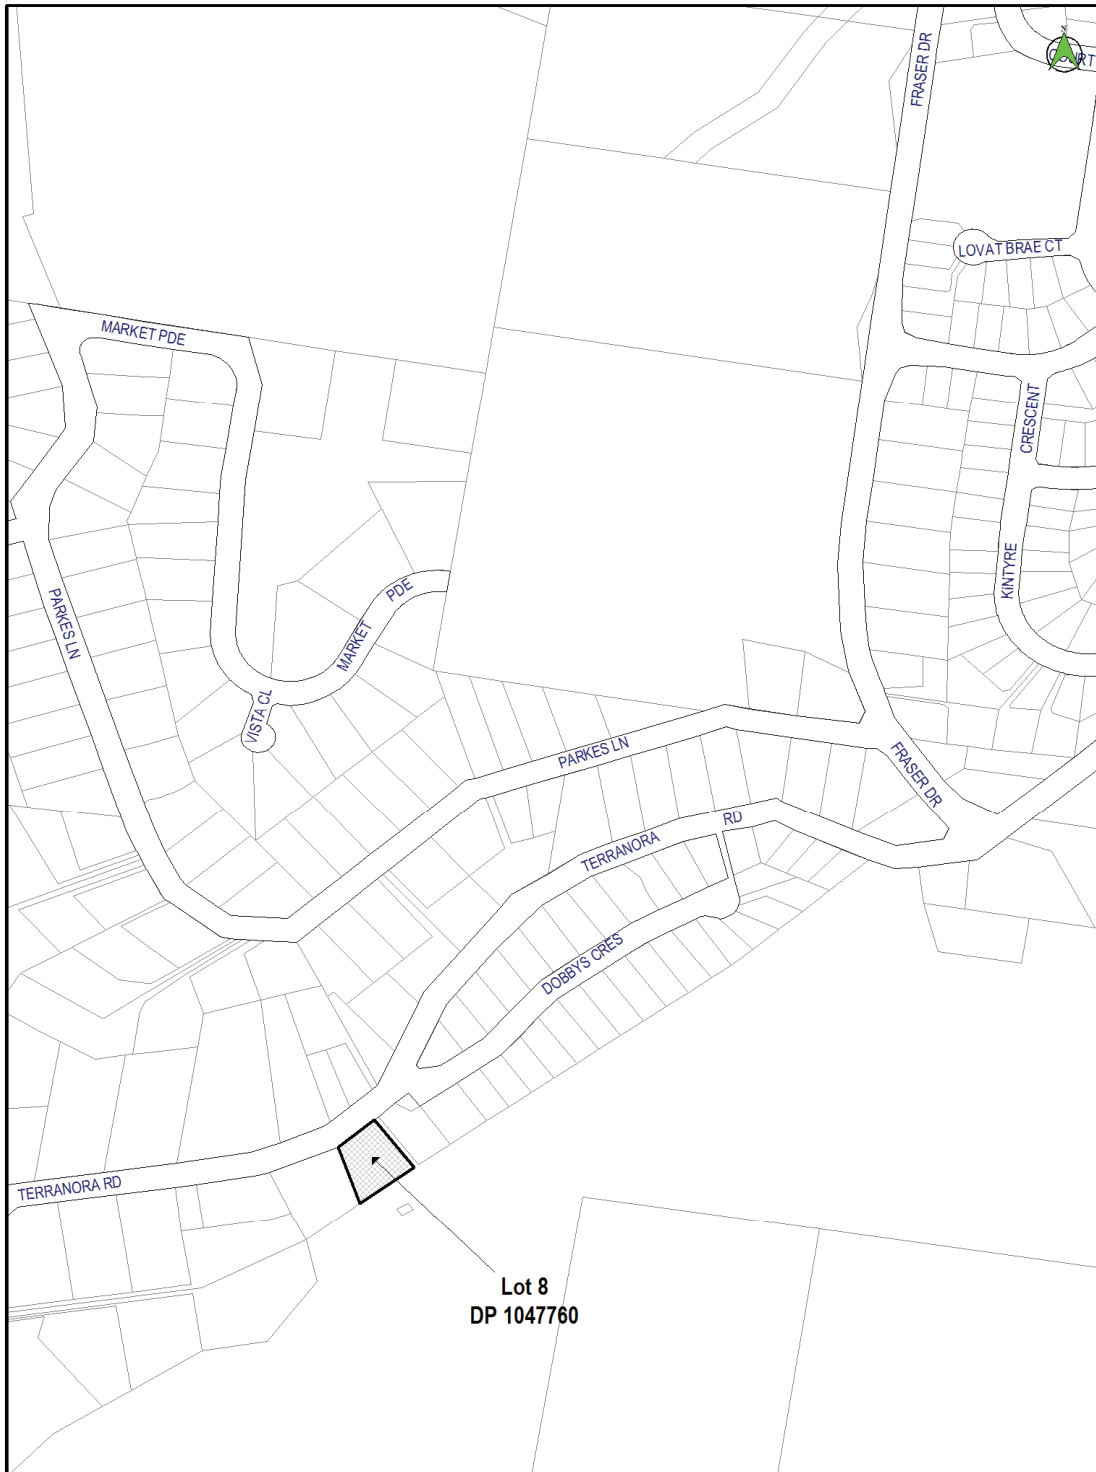 FRASER DR
N
COURT
LOVAT BRAE CT
MARKET PDE
CRESCENT
KINTYRE
PARKES LN
MARKET PDE
VISTA CL
PARKES LN
FRASER DR
TERRANORA RD
DOBBYS CRES
TERRANORA RD
Lot 8
DP 1047760